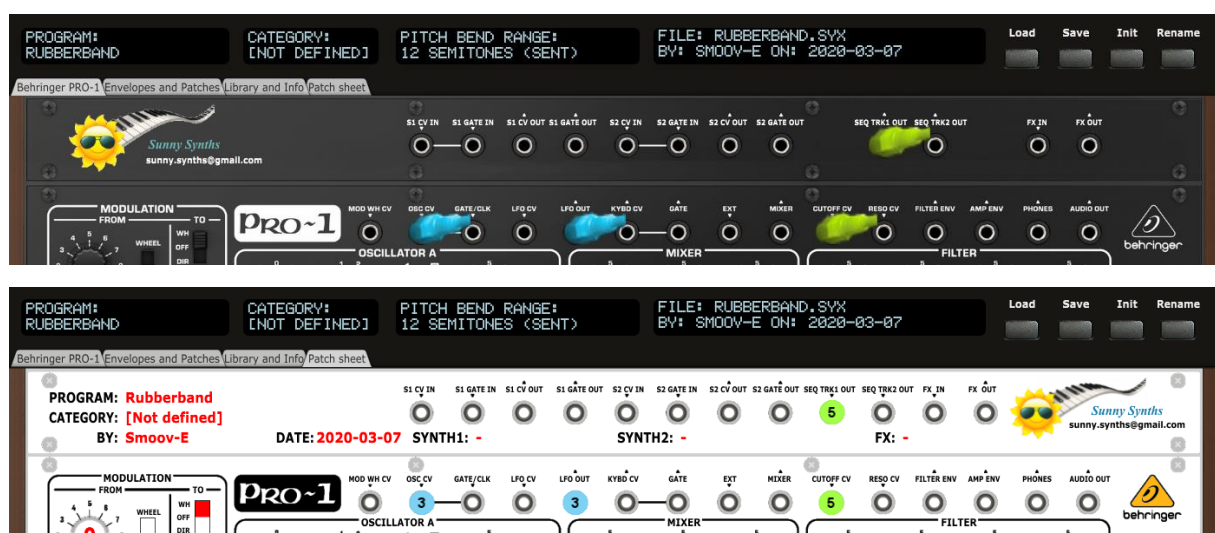 PROGRAM:
RUBBERBAND
CATEGORY:
[NOT DEFINED]
PITCH BEND RANGE:
12 SEMITONES (SENT)
FILE: RUBBERBAND.SYX
BY: SMOOV-E ON: 2020-03-07
Load Save Init Rename
Behringer PRO-1 Envelopes and Patches Library and Info Patch sheet
Sunny Synths
sunny.synths@gmail.com
S1 CV IN S1 GATE IN S1 CV OUT S1 GATE OUT S2 CV IN S2 GATE IN S2 CV OUT S2 GATE OUT SEQ TRK1 OUT SEQ TRK2 OUT FX IN FX OUT
MODULATION
FROM TO
WHEEL
WH
OFF
DIR
3 4 5 6 7
PRO~1
MOD WH CV OSC CV GATE/CLK LFO CV LFO OUT KYBD CV GATE EXT MIXER CUTOFF CV RESO CV FILTER ENV AMP ENV PHONES AUDIO OUT
OSCILLATOR A MIXER FILTER
behringer
PROGRAM:
RUBBERBAND
CATEGORY:
[NOT DEFINED]
PITCH BEND RANGE:
12 SEMITONES (SENT)
FILE: RUBBERBAND.SYX
BY: SMOOV-E ON: 2020-03-07
Load Save Init Rename
Behringer PRO-1 Envelopes and Patches Library and Info Patch sheet
PROGRAM: Rubberband
CATEGORY: [Not defined]
BY: Smoov-E DATE: 2020-03-07 SYNTH1: - SYNTH2: - FX: -
S1 CV IN S1 GATE IN S1 CV OUT S1 GATE OUT S2 CV IN S2 GATE IN S2 CV OUT S2 GATE OUT SEQ TRK1 OUT SEQ TRK2 OUT FX IN FX OUT
5
Sunny Synths
sunny.synths@gmail.com
MODULATION
FROM TO
WHEEL
WH
OFF
DIR
3 4 5 6 7
PRO~1
MOD WH CV OSC CV GATE/CLK LFO CV LFO OUT KYBD CV GATE EXT MIXER CUTOFF CV RESO CV FILTER ENV AMP ENV PHONES AUDIO OUT
3 3 5
OSCILLATOR A MIXER FILTER
behringer